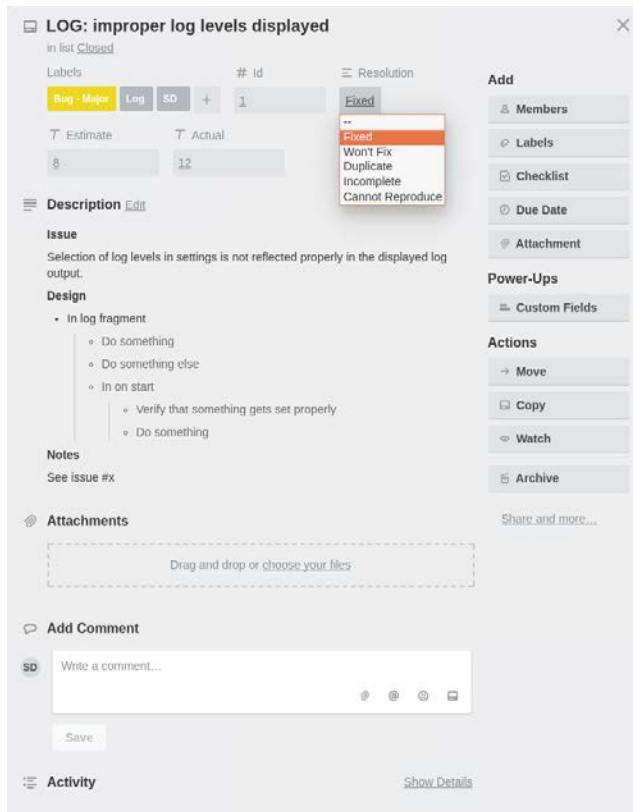 LOG: improper log levels displayed
in list Closed
Labels
# Id
Resolution
Bug - Major
Log
SD
+
1
Fixed
--
Fixed
Won't Fix
Duplicate
Incomplete
Cannot Reproduce
T Estimate
T Actual
8
12
Description Edit
Issue
Selection of log levels in settings is not reflected properly in the displayed log
output.
Design
In log fragment
Do something
Do something else
In on start
Verify that something gets set properly
Do something
Notes
See issue #x
Attachments
Drag and drop or choose your files
Add Comment
SD
Write a comment...
@
Save
Activity
Show Details
Add
Members
Labels
Checklist
Due Date
Attachment
Power-Ups
Custom Fields
Actions
Move
Copy
Watch
Archive
Share and more...